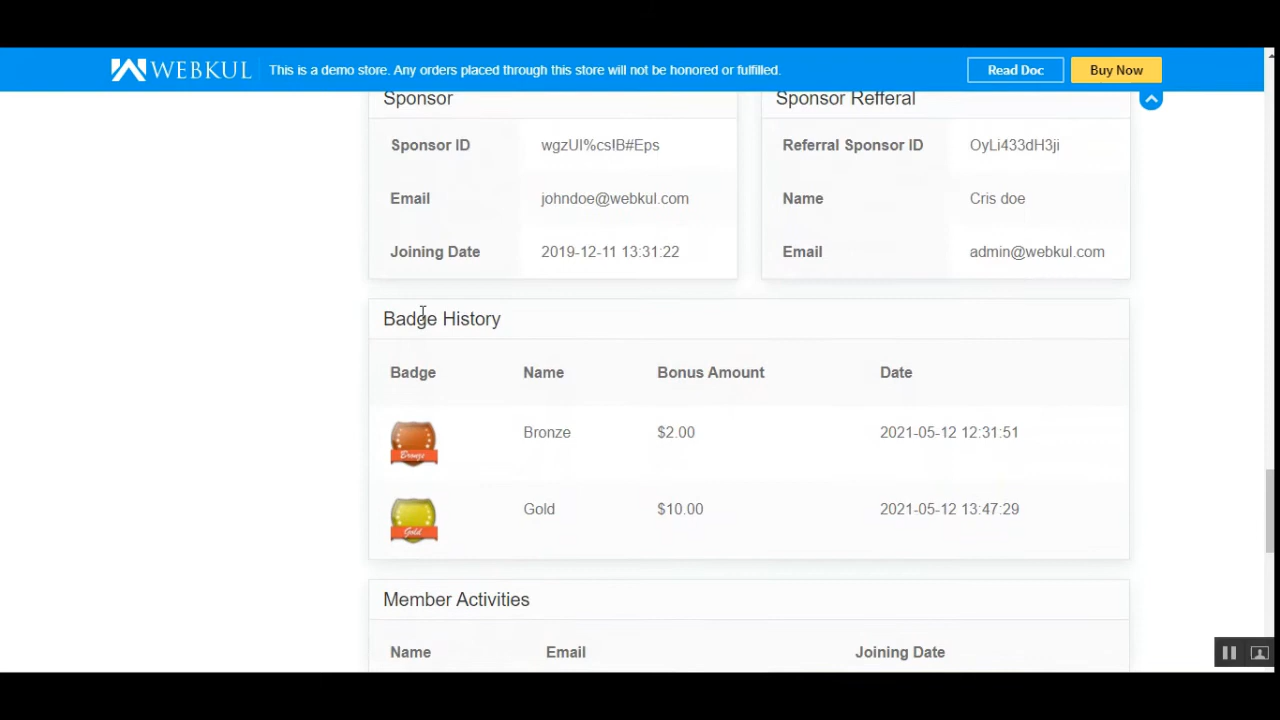 WEBKUL This is a demo store. Any orders placed through this store will not be honored or fulfilled. Read Doc Buy Now
Sponsor Sponsor Refferal
Sponsor ID wgzUI%cs!B#Eps Referral Sponsor ID OyLi433dH3ji
Email johndoe@webkul.com Name Cris doe
Joining Date 2019-12-11 13:31:22 Email admin@webkul.com
Badge History
Badge Name Bonus Amount Date
Bronze Bronze $2.00 2021-05-12 12:31:51
Gold Gold $10.00 2021-05-12 13:47:29
Member Activities
Name Email Joining Date